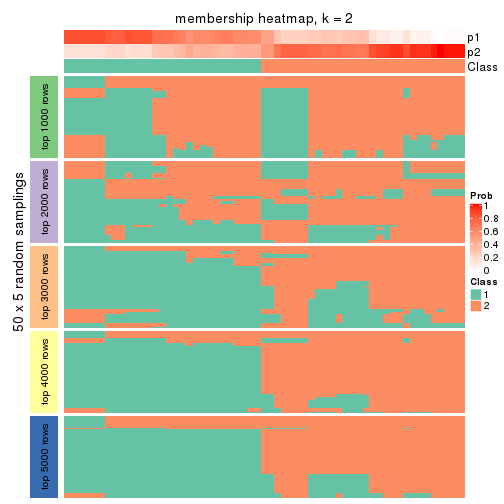 membership heatmap, k = 2
p1
p2
Class
50 x 5 random samplings
top 1000 rows
top 2000 rows
top 3000 rows
top 4000 rows
top 5000 rows
Prob
1
0.8
0.6
0.4
0.2
0
Class
1
2